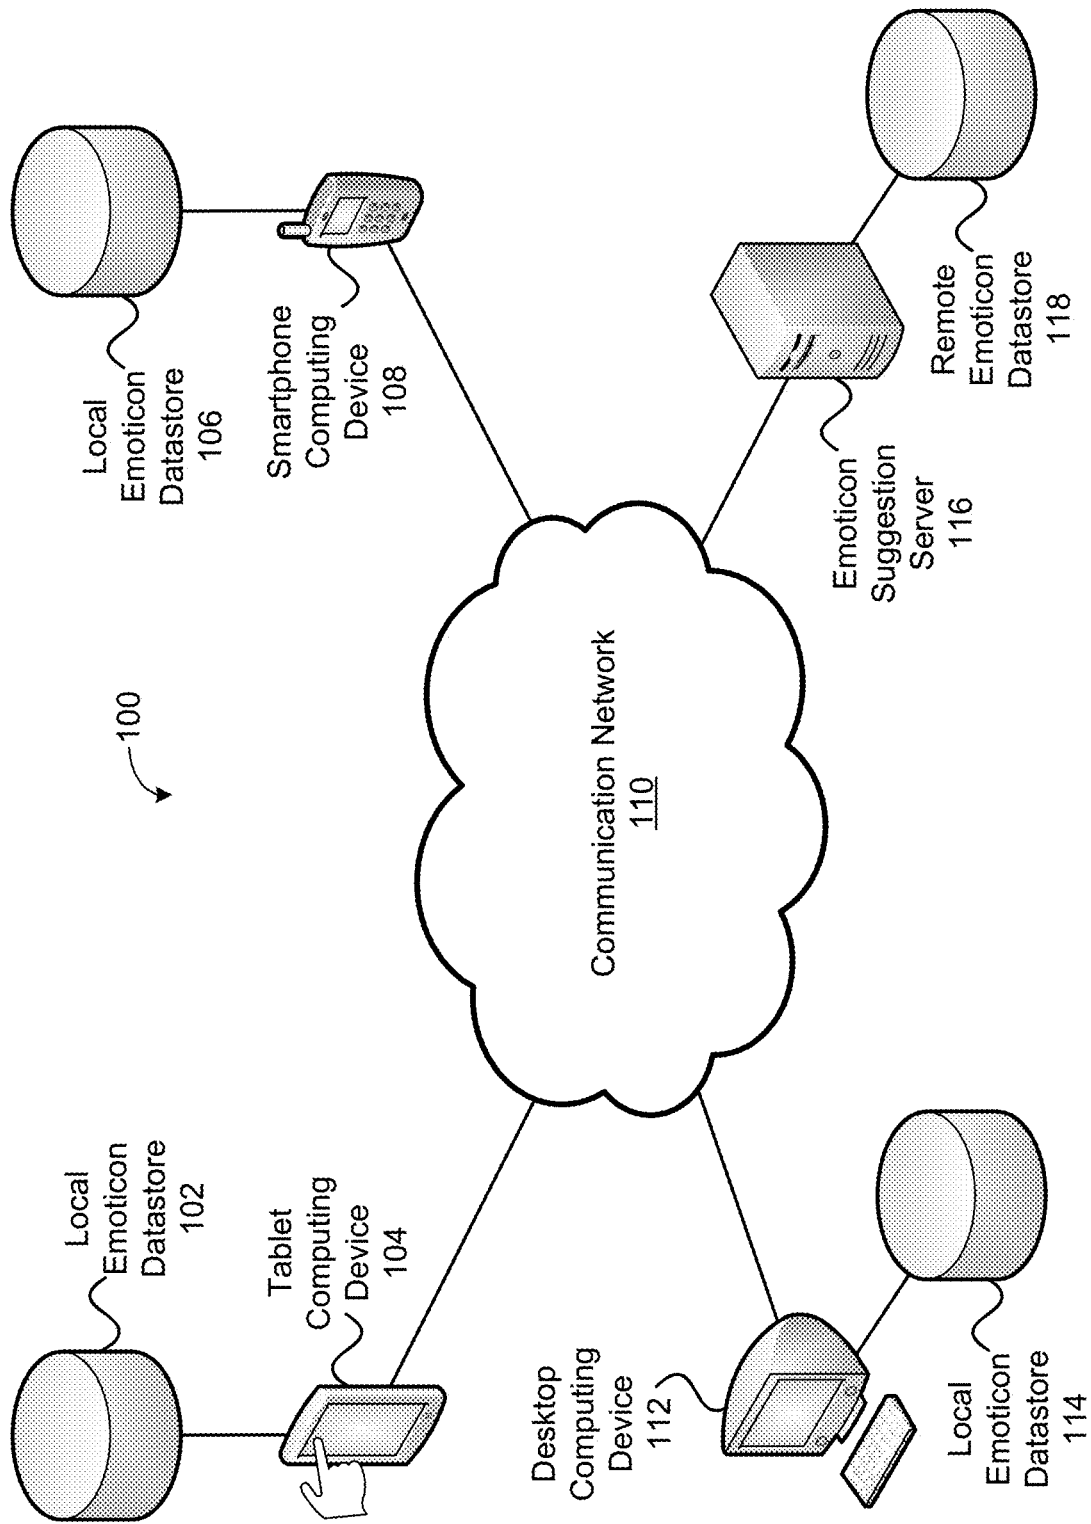 100
Local
Emoticon
Datastore
102
Tablet
Computing
Device
104
Local
Emoticon
Datastore
106
Smartphone
Computing
Device
108
Communication Network
110
Desktop
Computing
Device
112
Local
Emoticon
Datastore
114
Emoticon
Suggestion
Server
116
Remote
Emoticon
Datastore
118